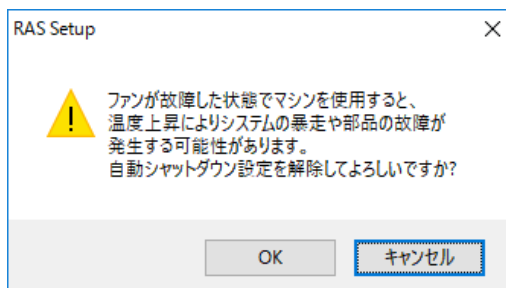 RAS Setup
ファンが故障した状態でマシンを使用すると、
温度上昇によりシステムの暴走や部品の故障が
発生する可能性があります。
自動シャットダウン設定を解除してよろしいですか?
OK
キャンセル